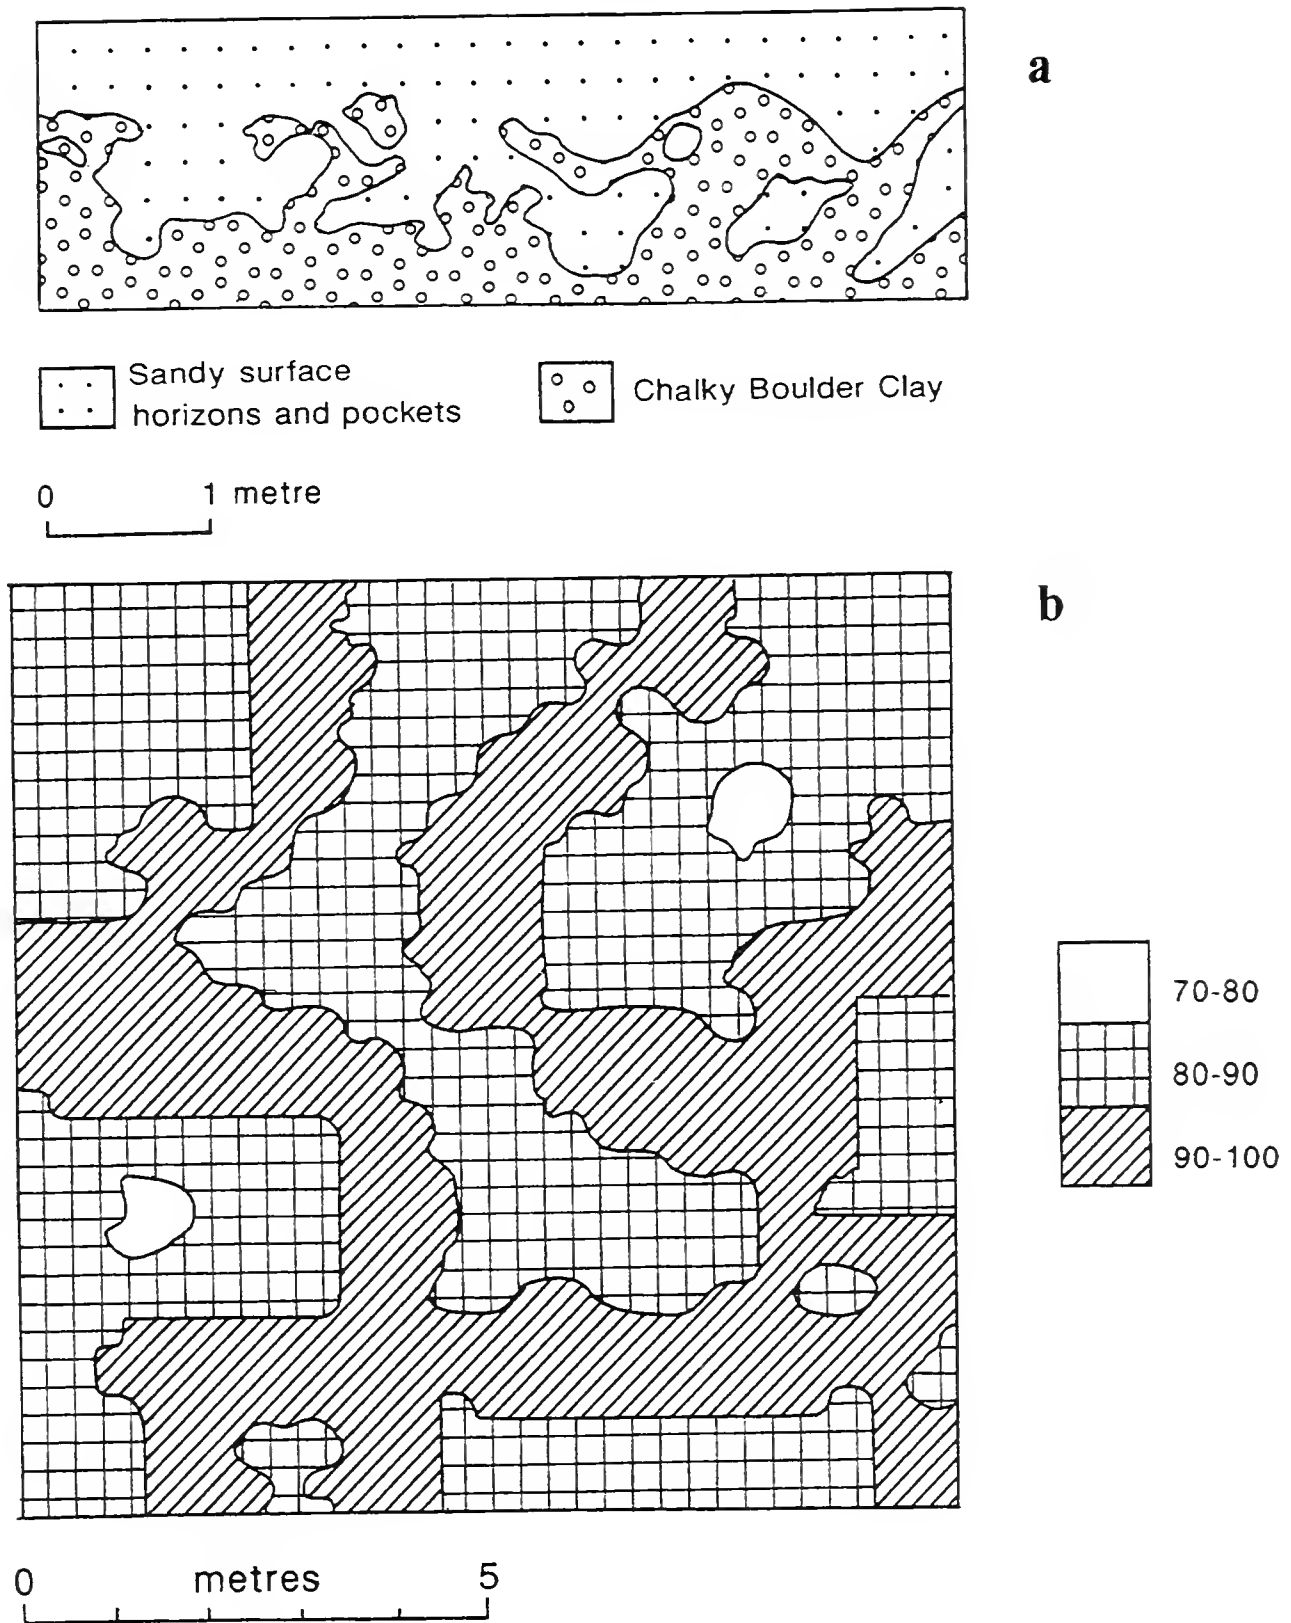 a
Sandy surface
horizons and pockets
Chalky Boulder Clay
0 1 metre
b
70-80
80-90
90-100
0 metres 5